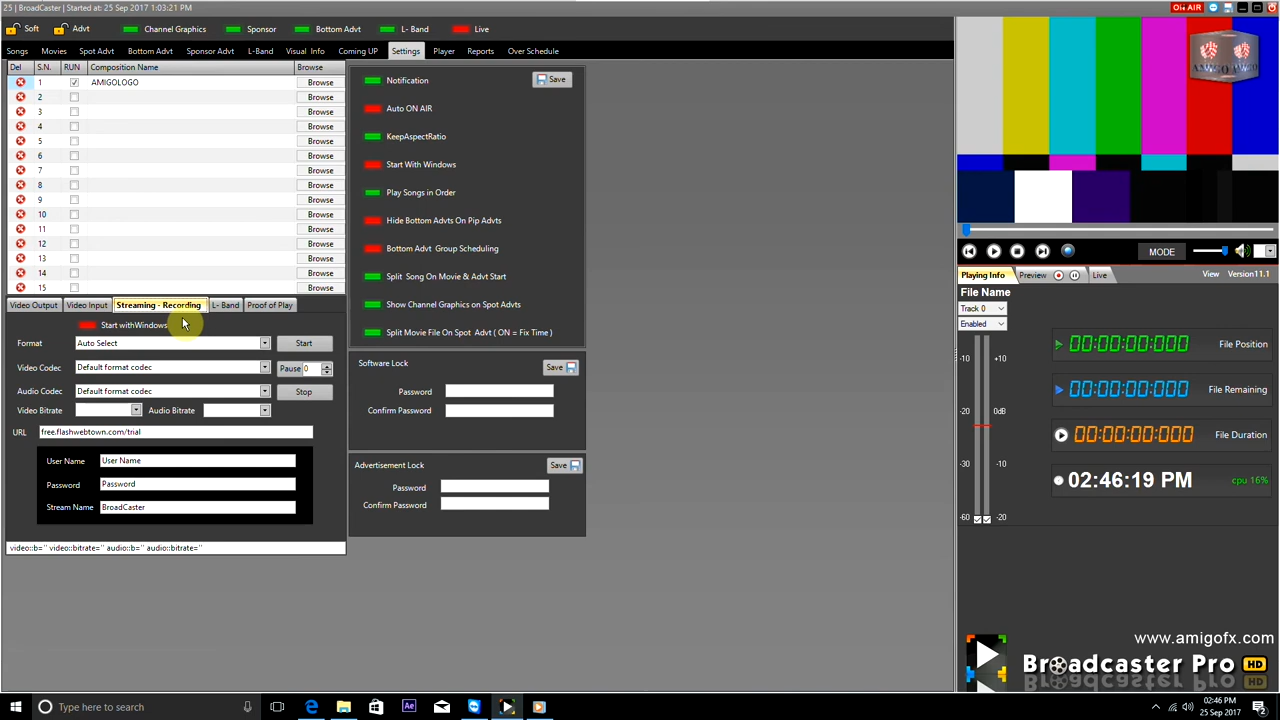 25 | BroadCaster | Started at: 25 Sep 2017 1:03:21 PM
ON AIR
Soft Advt Channel Graphics Sponsor Bottom Advt L- Band Live
Songs Movies Spot Advt Bottom Advt Sponsor Advt L-Band Visual Info Coming UP Settings Player Reports Over Schedule
Del S.N. RUN Composition Name Browse
1 AMIGOLOGO Browse
2 Browse
3 Browse
4 Browse
5 Browse
6 Browse
7 Browse
8 Browse
9 Browse
10 Browse
11 Browse
12 Browse
13 Browse
14 Browse
15 Browse
Notification Save
Auto ON AIR
KeepAspectRatio
Start With Windows
Play Songs in Order
Hide Bottom Advts On Pip Advts
Bottom Advt Group Scheduling
Split Song On Movie & Advt Start
Show Channel Graphics on Spot Advts
Split Movie File On Spot Advt ( ON = Fix Time )
Video Output Video Input Streaming - Recording L- Band Proof of Play
Start withWindows
Format Auto Select Start
Video Codec Default format codec Pause 0
Audio Codec Default format codec Stop
Video Bitrate Audio Bitrate
URL free.flashwebtown.com/trial
User Name User Name
Password Password
Stream Name BroadCaster
video::b='' video::bitrate='' audio::b='' audio::bitrate=''
Software Lock Save
Password
Confirm Password
Advertisement Lock Save
Password
Confirm Password
AMIGO AMIGO
MODE
Playing Info Preview Live View Version11.1
File Name
Track 0
Enabled
-10 +10
-20 0dB
-30 -10
-60 -20
00:00:00:000 File Position
00:00:00:000 File Remaining
00:00:00:000 File Duration
02:46:19 PM cpu 16%
www.amigofx.com
Broadcaster Pro HD
Type here to search
Ae
02:46 PM
25 Sep 2017
2